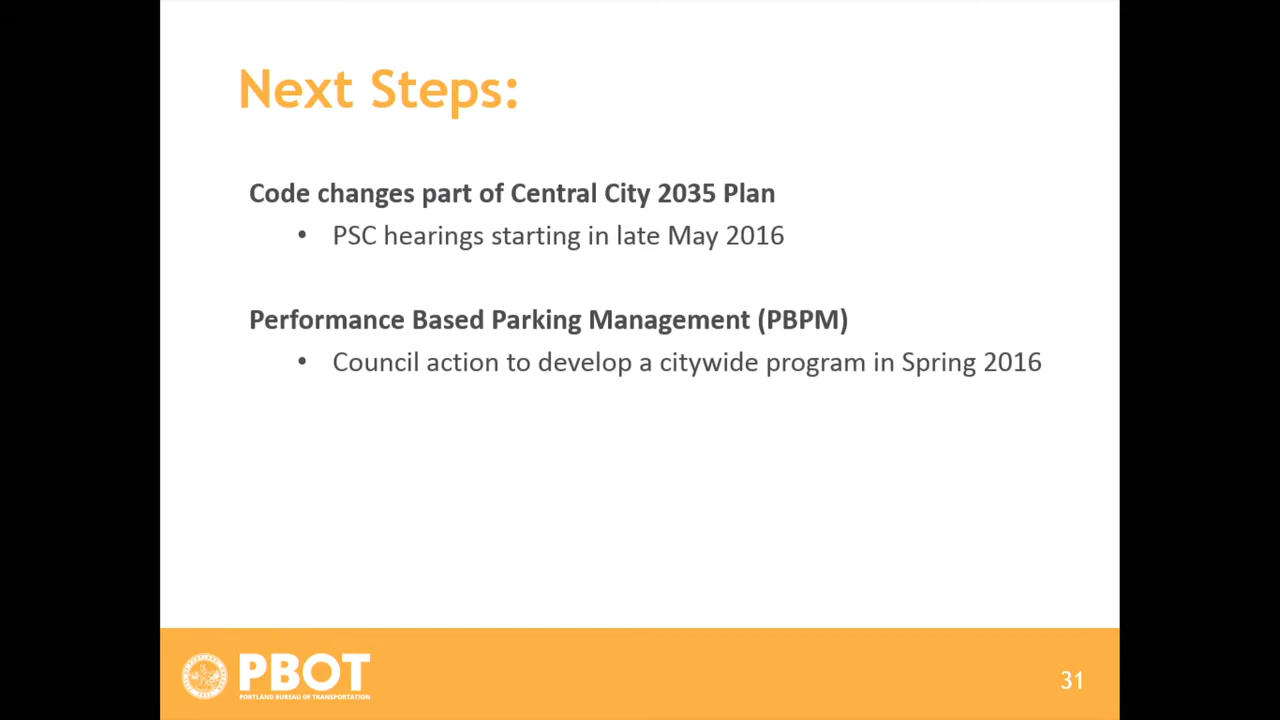 Next Steps:
Code changes part of Central City 2035 Plan
• PSC hearings starting in late May 2016
Performance Based Parking Management (PBPM)
• Council action to develop a citywide program in Spring 2016
PBOT
PORTLAND BUREAU OF TRANSPORTATION
31